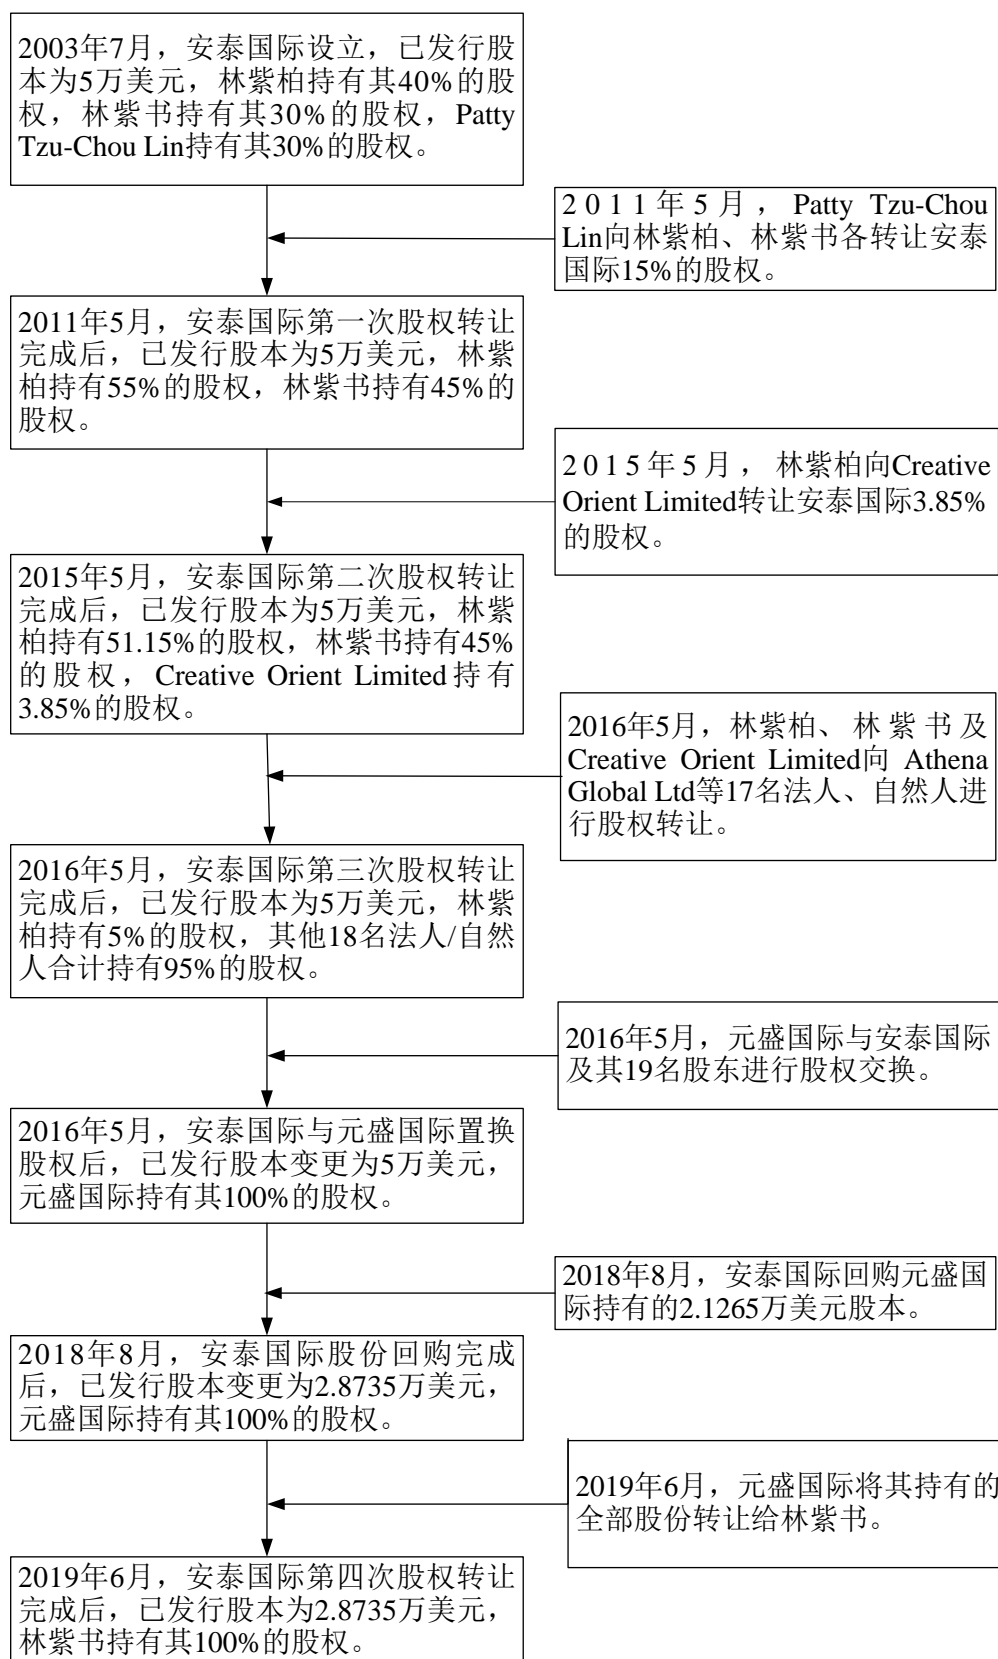 2003年7月，安泰国际设立，已发行股
本为5万美元，林紫柏持有其40%的股
权，林紫书持有其30%的股权，Patty
Tzu-Chou Lin持有其30%的股权。
2011年5月，Patty Tzu-Chou
Lin向林紫柏、林紫书各转让安泰
国际15%的股权。
2011年5月，安泰国际第一次股权转让
完成后，已发行股本为5万美元，林紫
柏持有55%的股权，林紫书持有45%的
股权。
2015年5月，林紫柏向Creative
Orient Limited转让安泰国际3.85%
的股权。
2015年5月，安泰国际第二次股权转让
完成后，已发行股本为5万美元，林紫
柏持有51.15%的股权，林紫书持有45%
的股权，Creative Orient Limited持有
3.85%的股权。
2016年5月，林紫柏、林紫书及
Creative Orient Limited向 Athena
Global Ltd等17名法人、自然人进
行股权转让。
2016年5月，安泰国际第三次股权转让
完成后，已发行股本为5万美元，林紫
柏持有5%的股权，其他18名法人/自然
人合计持有95%的股权。
2016年5月，元盛国际与安泰国际
及其19名股东进行股权交换。
2016年5月，安泰国际与元盛国际置换
股权后，已发行股本变更为5万美元，
元盛国际持有其100%的股权。
2018年8月，安泰国际回购元盛国
际持有的2.1265万美元股本。
2018年8月，安泰国际股份回购完成
后，已发行股本变更为2.8735万美元，
元盛国际持有其100%的股权。
2019年6月，元盛国际将其持有的
全部股份转让给林紫书。
2019年6月，安泰国际第四次股权转让
完成后，已发行股本为2.8735万美元，
林紫书持有其100%的股权。